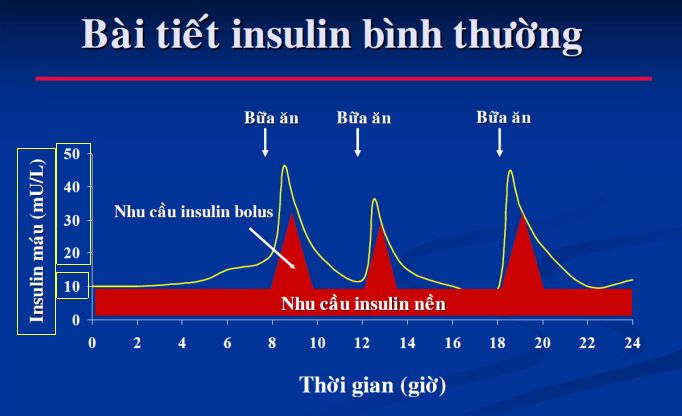 Bài tiết insulin bình thường
Bữa ăn Bữa ăn Bữa ăn
Insulin máu (mU/L)
50
40
30
20
10
0
Nhu cầu insulin bolus
Nhu cầu insulin nền
0 2 4 6 8 10 12 14 16 18 20 22 24
Thời gian (giờ)